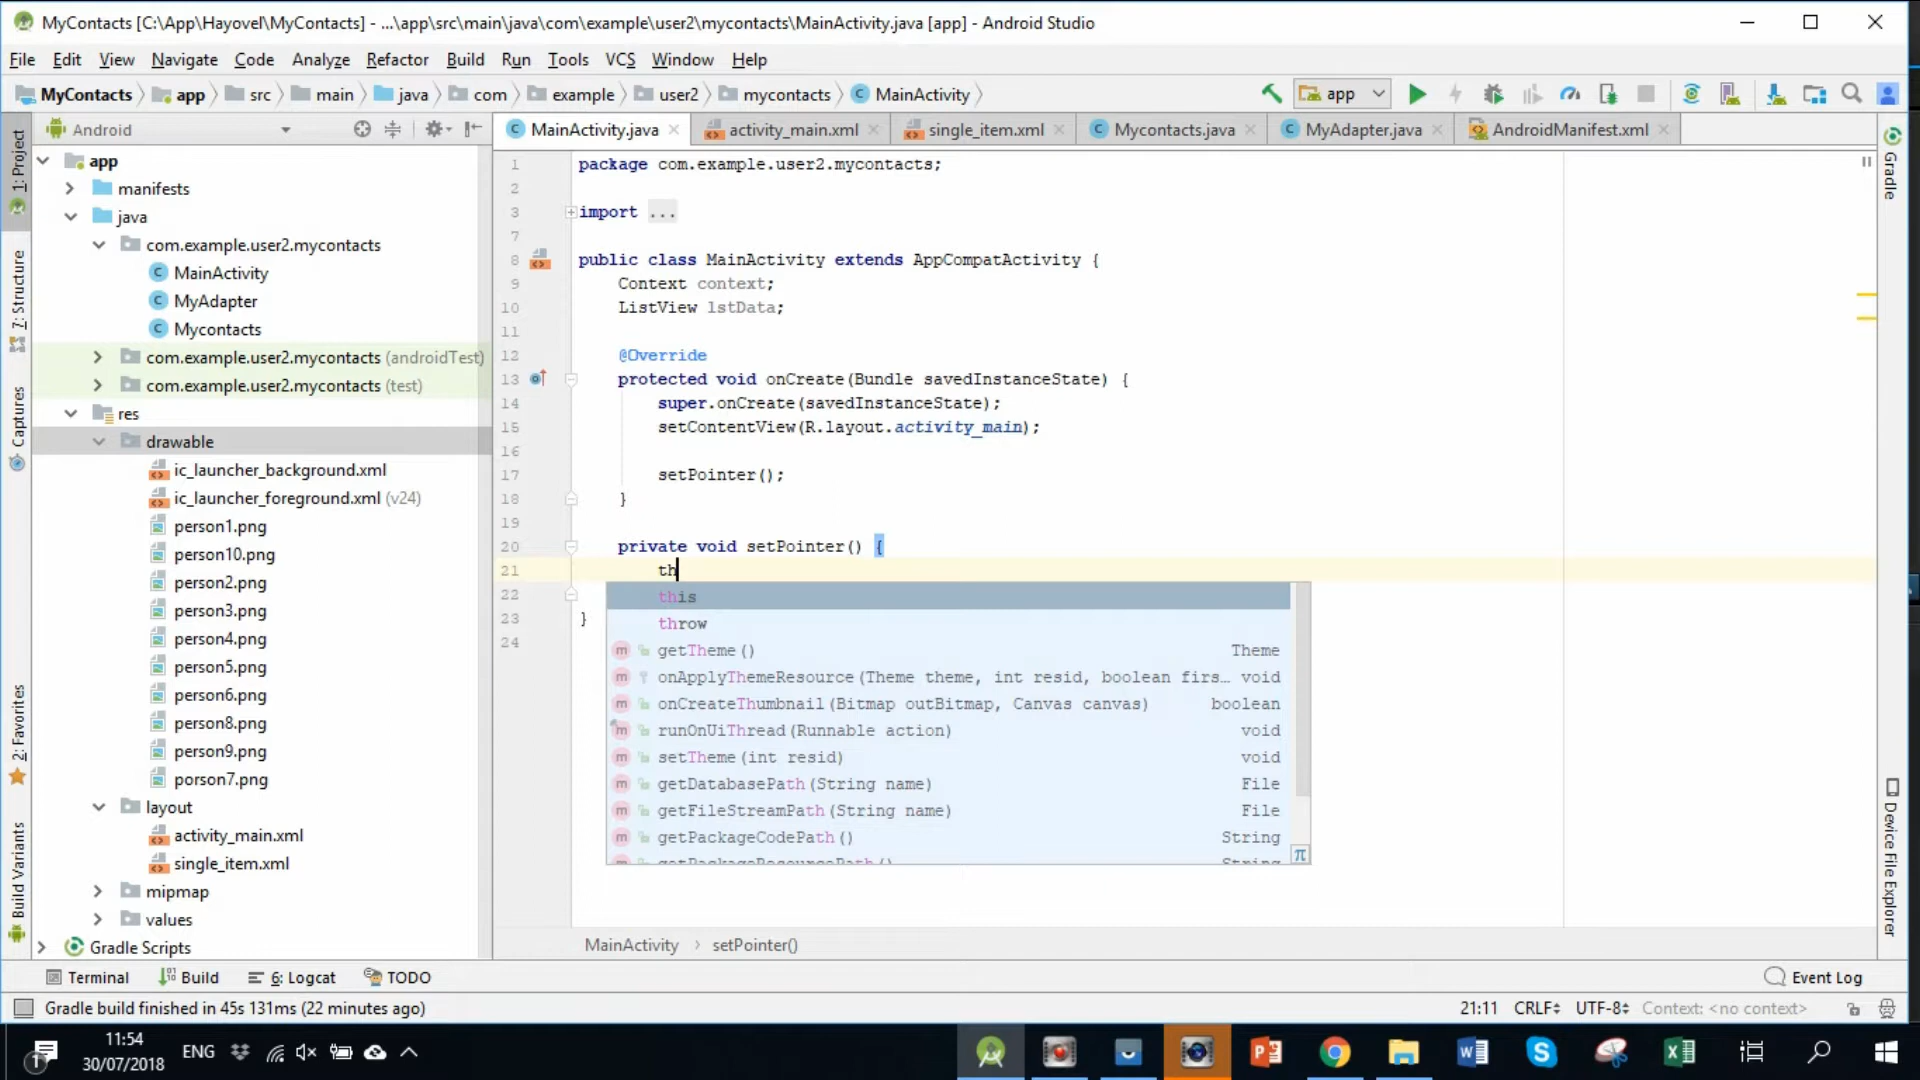 MyContacts [C:\App\Hayovel\MyContacts] - ...\app\src\main\java\com\example\user2\mycontacts\MainActivity.java [app] - Android Studio
File Edit View Navigate Code Analyze Refactor Build Run Tools VCS Window Help
MyContacts app src main java com example user2 mycontacts MainActivity
app
Android
MainActivity.java activity_main.xml single_item.xml Mycontacts.java MyAdapter.java AndroidManifest.xml
1: Project
7: Structure
Captures
2: Favorites
Build Variants
app
manifests
java
com.example.user2.mycontacts
MainActivity
MyAdapter
Mycontacts
com.example.user2.mycontacts (androidTest)
com.example.user2.mycontacts (test)
res
drawable
ic_launcher_background.xml
ic_launcher_foreground.xml (v24)
person1.png
person10.png
person2.png
person3.png
person4.png
person5.png
person6.png
person8.png
person9.png
porson7.png
layout
activity_main.xml
single_item.xml
mipmap
values
Gradle Scripts
1 package com.example.user2.mycontacts;
2
3 import ...
7
8 public class MainActivity extends AppCompatActivity {
9 Context context;
10 ListView lstData;
11
12 @Override
13 protected void onCreate(Bundle savedInstanceState) {
14 super.onCreate(savedInstanceState);
15 setContentView(R.layout.activity_main);
16
17 setPointer();
18 }
19
20 private void setPointer() {
21 th
22
23 }
24
this
throw
m getTheme() Theme
m onApplyThemeResource(Theme theme, int resid, boolean firs... void
m onCreateThumbnail(Bitmap outBitmap, Canvas canvas) boolean
m runOnUiThread(Runnable action) void
m setTheme(int resid) void
m getDatabasePath(String name) File
m getFileStreamPath(String name) File
m getPackageCodePath() String
m getPackageResourcePath() String
π
Gradle
Device File Explorer
MainActivity › setPointer()
Terminal Build 6: Logcat TODO Event Log
Gradle build finished in 45s 131ms (22 minutes ago) 21:11 CRLF UTF-8 Context: <no context>
11:54
30/07/2018
ENG
1